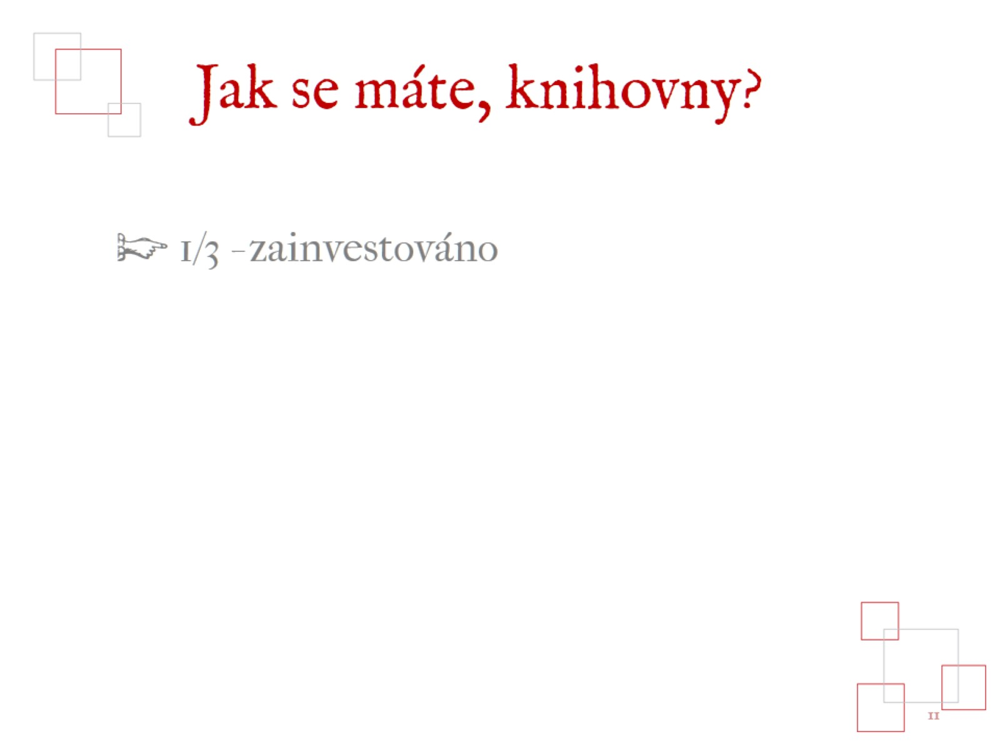 Jak se máte, knihovny?
☞ 1/3 -zainvestováno
11